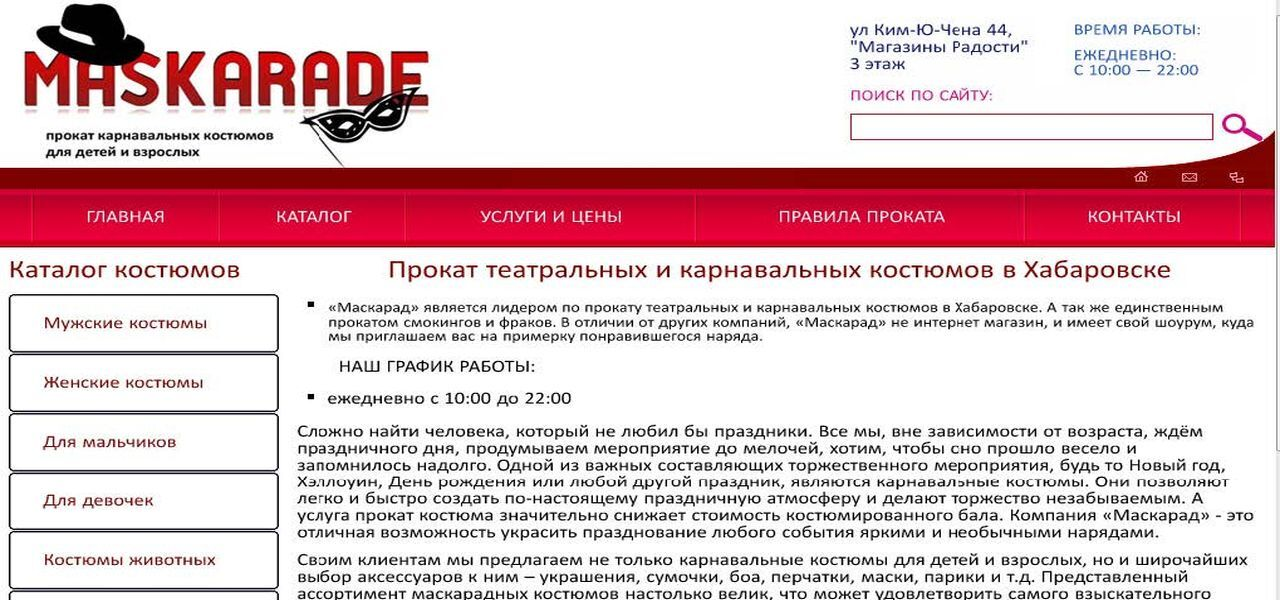 MASKARADE
прокат карнавальных костюмов
для детей и взрослых
ул Ким-Ю-Чена 44,
"Магазины Радости"
3 этаж
ВРЕМЯ РАБОТЫ:
ЕЖЕДНЕВНО:
С 10:00 — 22:00
ПОИСК ПО САЙТУ:
ГЛАВНАЯ
КАТАЛОГ
УСЛУГИ И ЦЕНЫ
ПРАВИЛА ПРОКАТА
КОНТАКТЫ
Каталог костюмов
Мужские костюмы
Женские костюмы
Для мальчиков
Для девочек
Костюмы животных
Прокат театральных и карнавальных костюмов в Хабаровске
«Маскарад» является лидером по прокату театральных и карнавальных костюмов в Хабаровске. А так же единственным
прокатом смокингов и фраков. В отличии от других компаний, «Маскарад» не интернет магазин, и имеет свой шоурум, куда
мы приглашаем вас на примерку понравившегося наряда.
НАШ ГРАФИК РАБОТЫ:
ежедневно с 10:00 до 22:00
Сложно найти человека, который не любил бы праздники. Все мы, вне зависимости от возраста, ждём
праздничного дня, продумываем мероприятие до мелочей, хотим, чтобы оно прошло весело и
запомнилось надолго. Одной из важных составляющих торжественного мероприятия, будь то Новый год,
Хэллоуин, День рождения или любой другой праздник, являются карнавальные костюмы. Они позволяют
легко и быстро создать по-настоящему праздничную атмосферу и делают торжество незабываемым. А
услуга прокат костюма значительно снижает стоимость костюмированного бала. Компания «Маскарад» - это
отличная возможность украсить празднование любого события яркими и необычными нарядами.
Своим клиентам мы предлагаем не только карнавальные костюмы для детей и взрослых, но и широчайших
выбор аксессуаров к ним – украшения, сумочки, боа, перчатки, маски, парики и т.д. Представленный
ассортимент маскарадных костюмов настолько велик, что может удовлетворить самого взыскательного